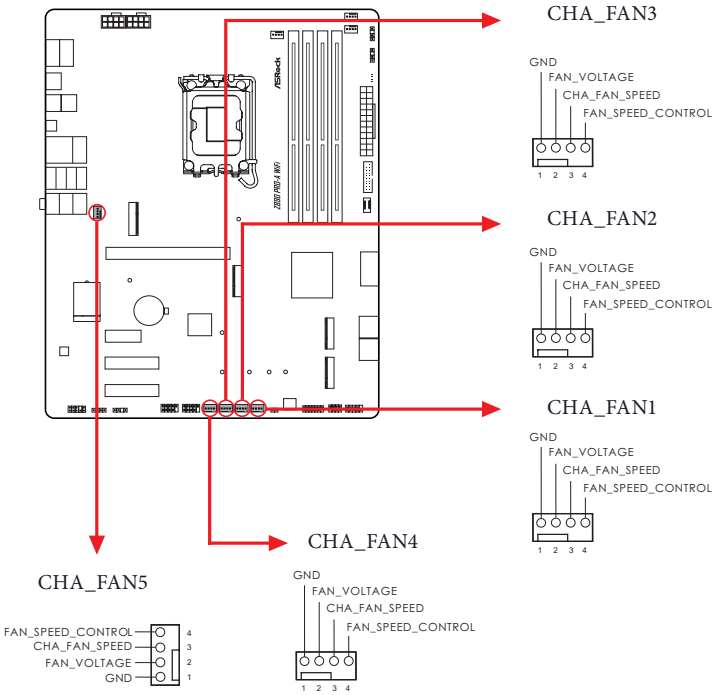 CHA_FAN3
GND
FAN_VOLTAGE
CHA_FAN_SPEED
FAN_SPEED_CONTROL
1 2 3 4
ASRock
Z890 PRO-A WiFi
CHA_FAN2
GND
FAN_VOLTAGE
CHA_FAN_SPEED
FAN_SPEED_CONTROL
1 2 3 4
CHA_FAN1
GND
FAN_VOLTAGE
CHA_FAN_SPEED
FAN_SPEED_CONTROL
1 2 3 4
CHA_FAN4
GND
FAN_VOLTAGE
CHA_FAN_SPEED
FAN_SPEED_CONTROL
1 2 3 4
CHA_FAN5
FAN_SPEED_CONTROL 4
CHA_FAN_SPEED 3
FAN_VOLTAGE 2
GND 1